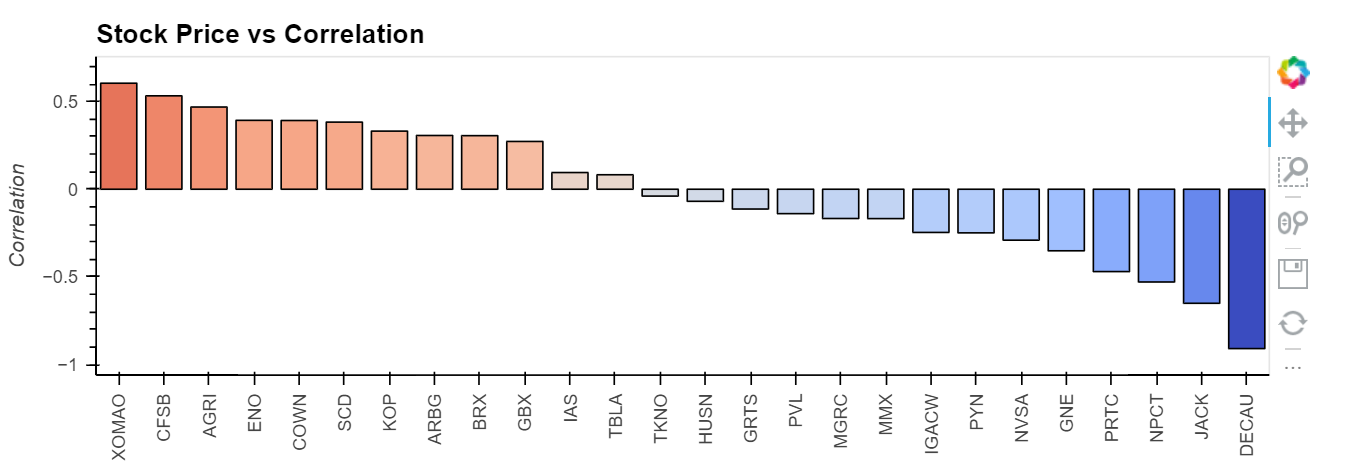 Stock Price vs Correlation
Correlation
0.5
0
−0.5
−1
XOMAO
CFSB
AGRI
ENO
COWN
SCD
KOP
ARBG
BRX
GBX
IAS
TBLA
TKNO
HUSN
GRTS
PVL
MGRC
MMX
IGACW
PYN
NVSA
GNE
PRTC
NPCT
JACK
DECAU
...